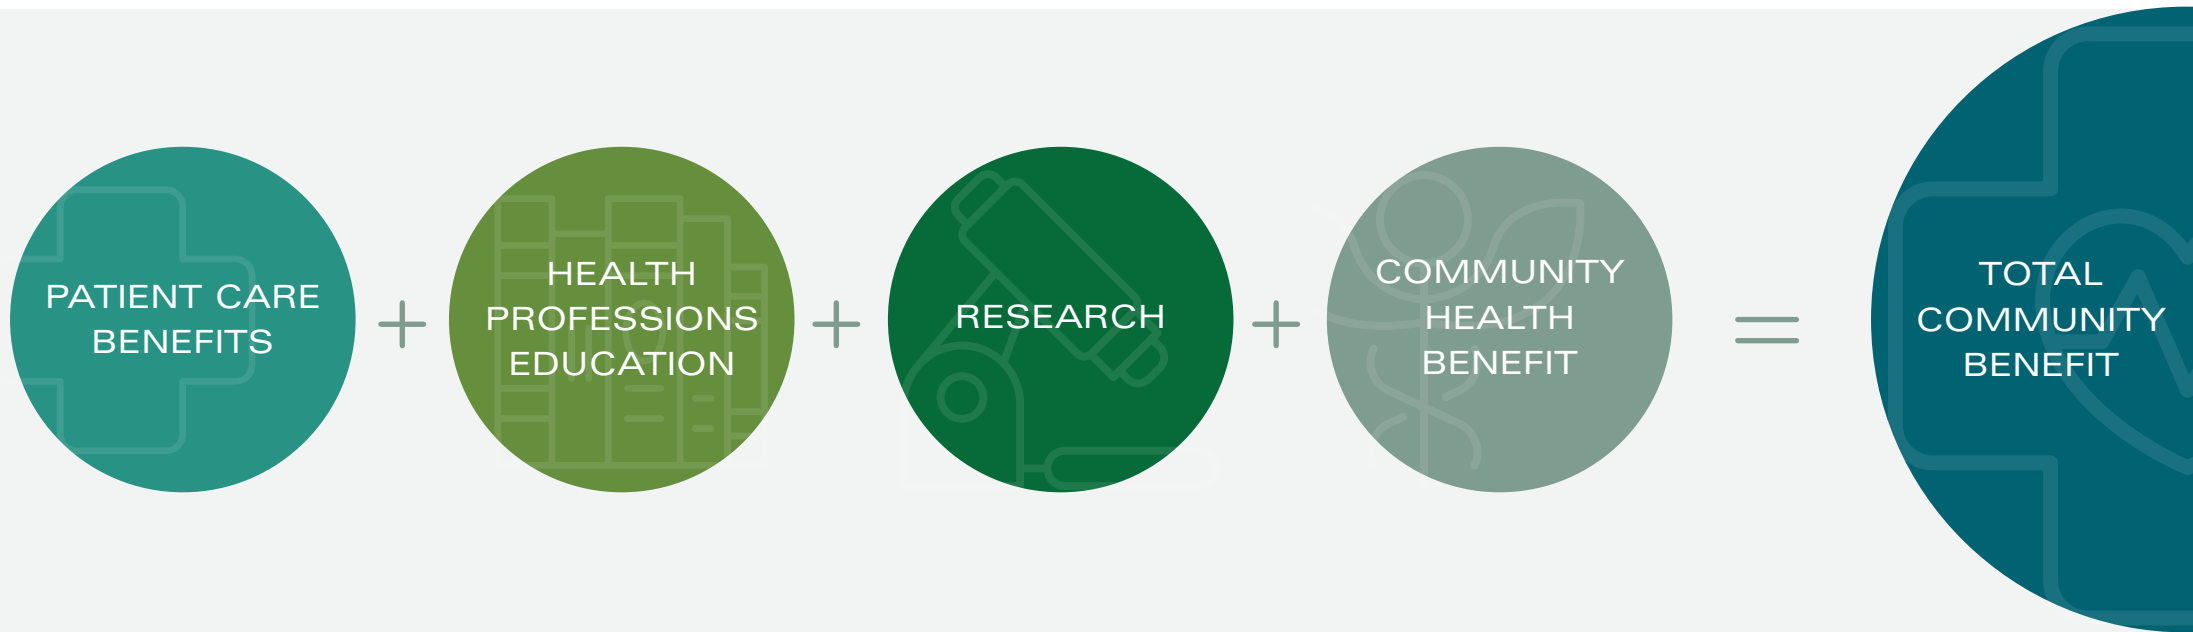 PATIENT CARE
BENEFITS
+
HEALTH
PROFESSIONS
EDUCATION
+
RESEARCH
+
COMMUNITY
HEALTH
BENEFIT
=
TOTAL
COMMUNITY
BENEFIT